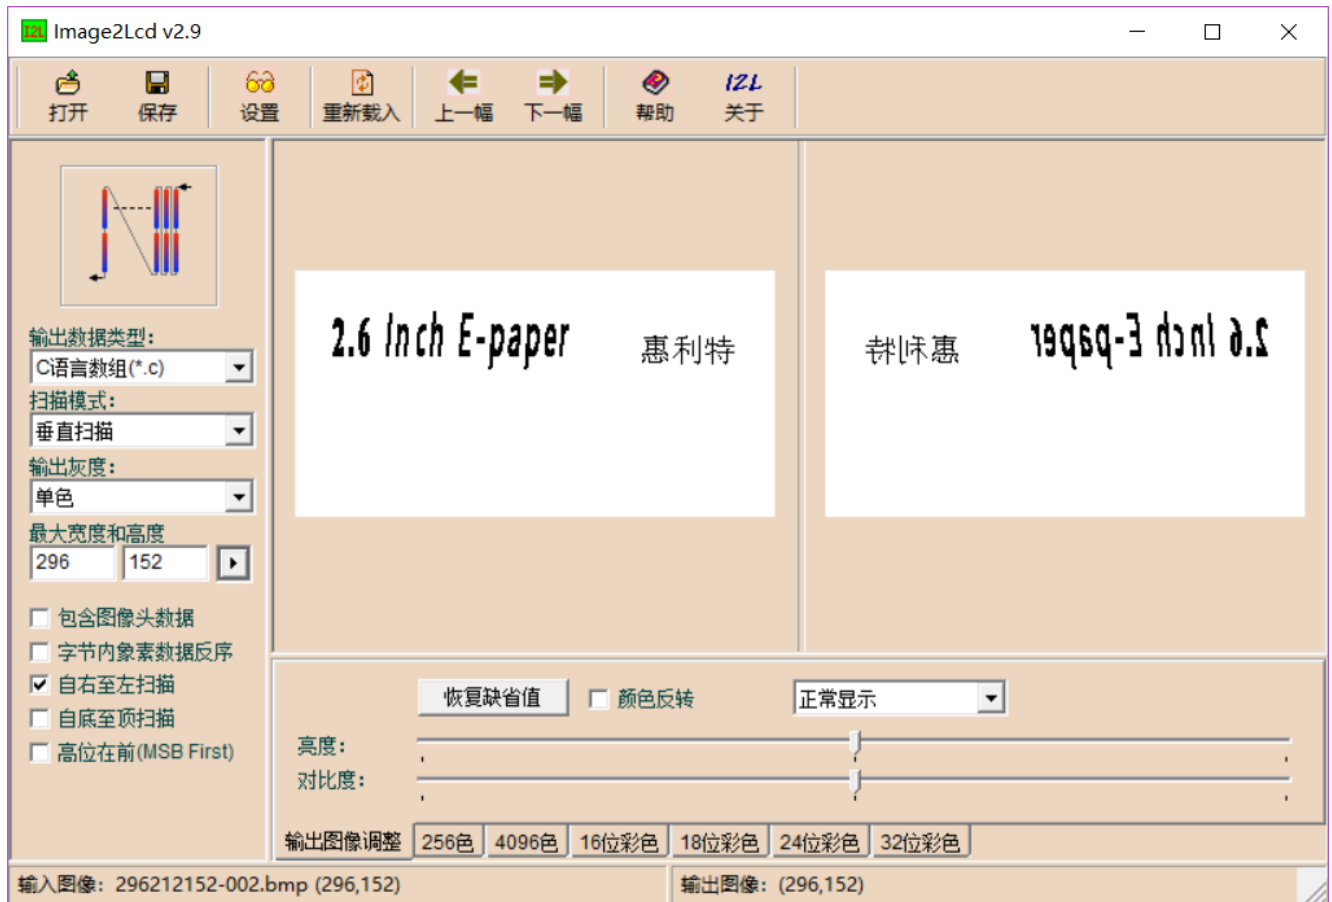 I2L Image2Lcd v2.9
打开 保存 设置 重新载入 上一幅 下一幅 帮助 I2L 关于
输出数据类型:
C语言数组(*.c)
扫描模式:
垂直扫描
输出灰度:
单色
最大宽度和高度
296 152
包含图像头数据
字节内象素数据反序
自右至左扫描
自底至顶扫描
高位在前(MSB First)
2.6 Inch E-paper 惠利特
惠利特 2.6 Inch E-paper
恢复缺省值 颜色反转 正常显示
亮度:
对比度:
输出图像调整 256色 4096色 16位彩色 18位彩色 24位彩色 32位彩色
输入图像: 296212152-002.bmp (296,152) 输出图像: (296,152)